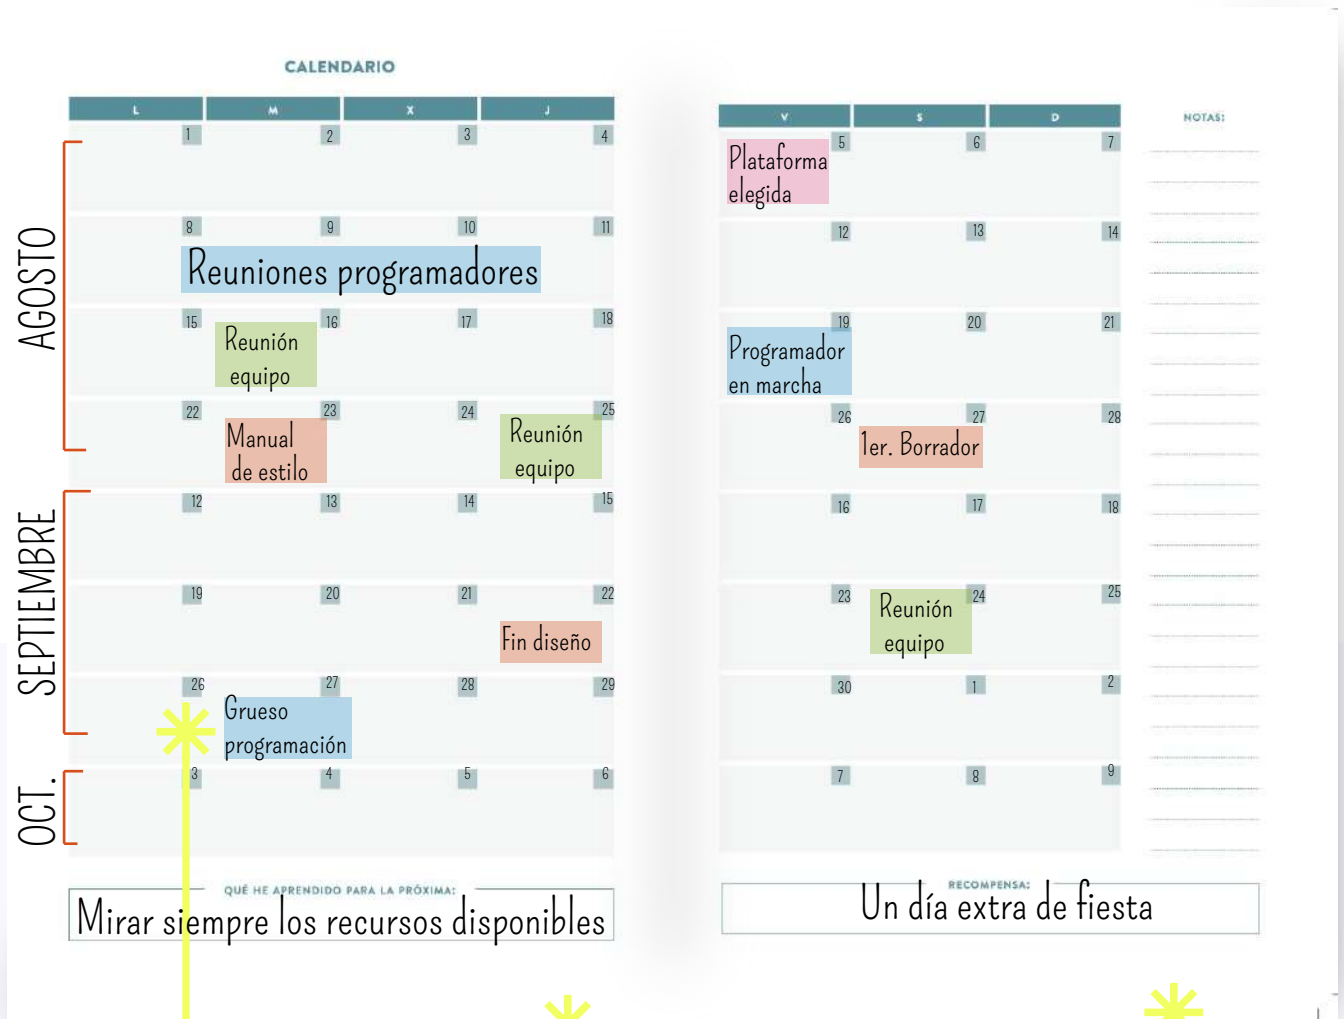 CALENDARIO
L M X J
V S D
NOTAS:
AGOSTO
1 2 3 4
5 6 7
Plataforma
elegida
8 9 10 11
12 13 14
Reuniones programadores
15 16 17 18
19 20 21
Reunión
equipo
Programador
en marcha
22 23 24 25
26 27 28
Manual
de estilo
Reunión
equipo
1er. Borrador
SEPTIEMBRE
12 13 14 15
16 17 18
19 20 21 22
23 24 25
Fin diseño
Reunión
equipo
26 27 28 29
30 1 2
Grueso
programación
OCT.
3 4 5 6
7 8 9
QUÉ HE APRENDIDO PARA LA PRÓXIMA:
Mirar siempre los recursos disponibles
RECOMPENSA:
Un día extra de fiesta